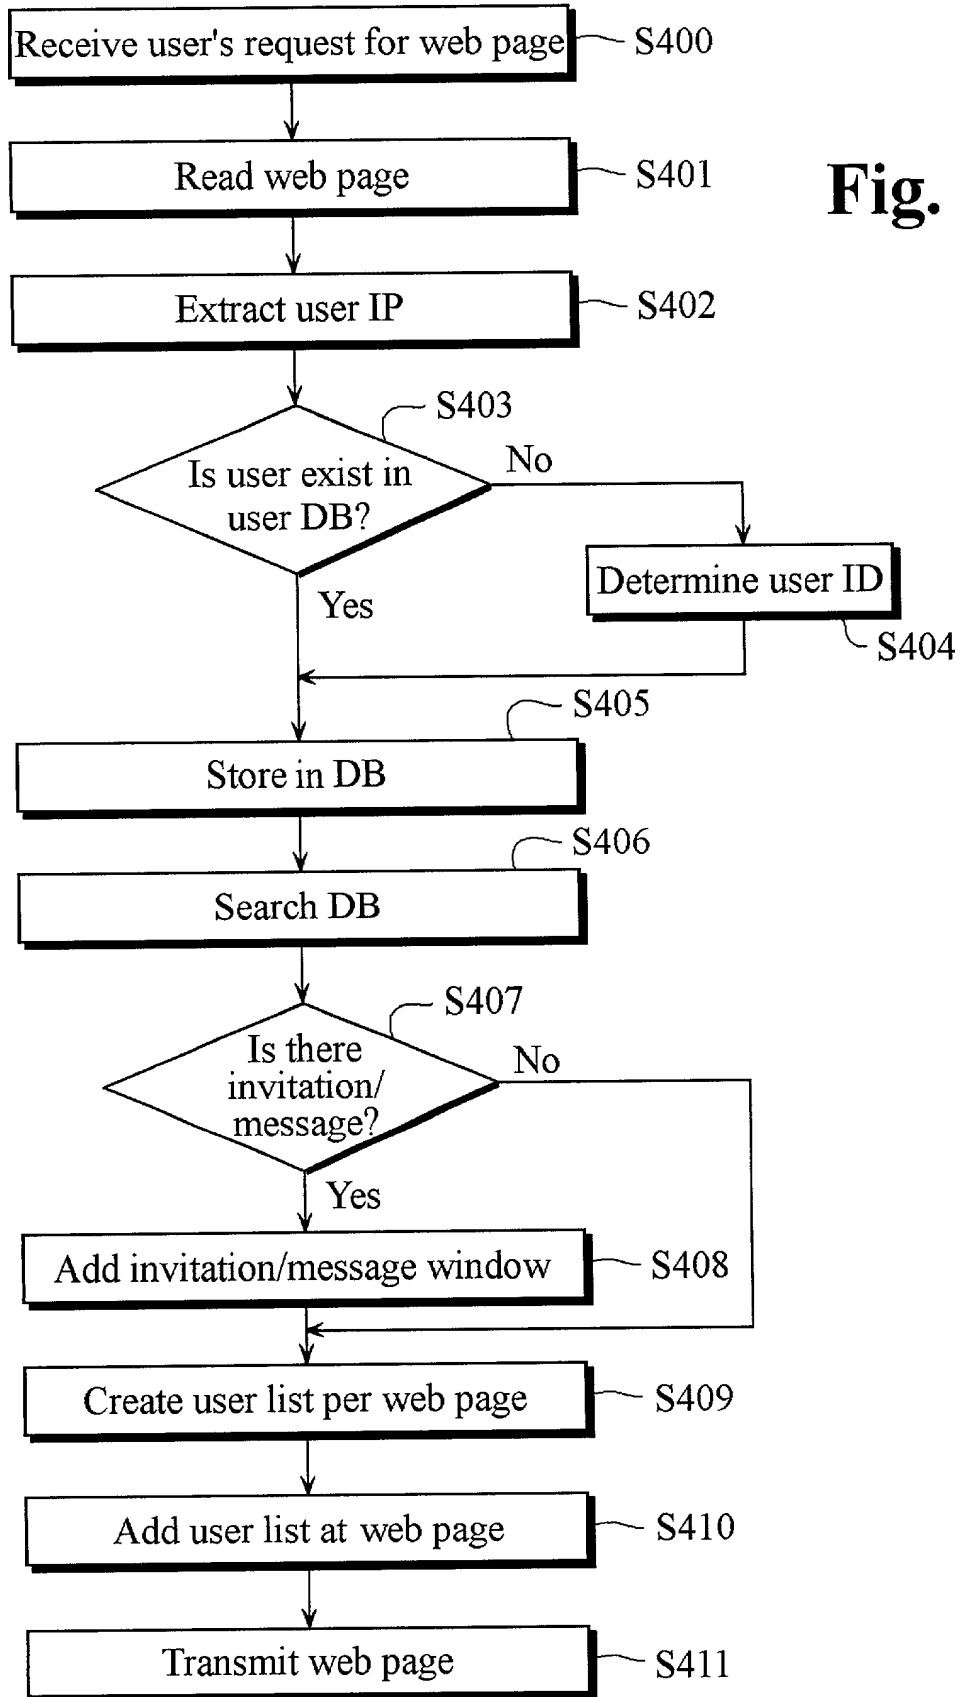 Receive user's request for web page
S400
Read web page
S401
Fig.
Extract user IP
S402
S403
Is user exist in
user DB?
No
Yes
Determine user ID
S404
S405
Store in DB
S406
Search DB
S407
Is there
invitation/
message?
No
Yes
Add invitation/message window
S408
Create user list per web page
S409
Add user list at web page
S410
Transmit web page
S411